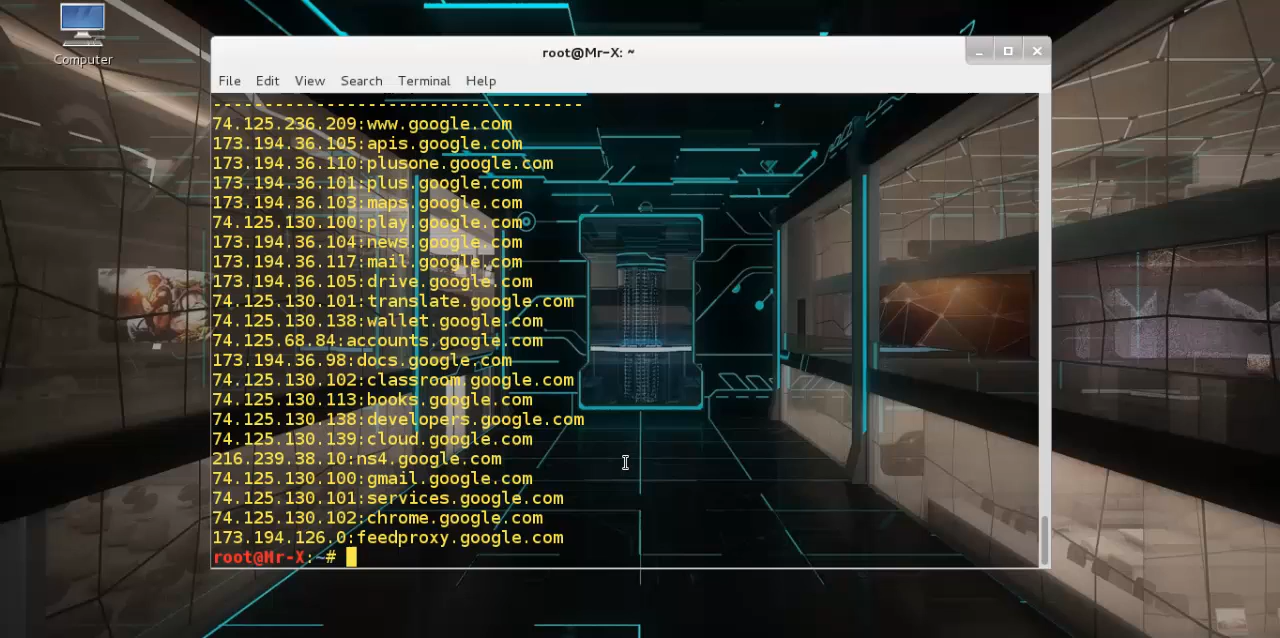 Computer
root@Mr-X: ~
File Edit View Search Terminal Help
------------------------------------
74.125.236.209:www.google.com
173.194.36.105:apis.google.com
173.194.36.110:plusone.google.com
173.194.36.101:plus.google.com
173.194.36.103:maps.google.com
74.125.130.100:play.google.com
173.194.36.104:news.google.com
173.194.36.117:mail.google.com
173.194.36.105:drive.google.com
74.125.130.101:translate.google.com
74.125.130.138:wallet.google.com
74.125.68.84:accounts.google.com
173.194.36.98:docs.google.com
74.125.130.102:classroom.google.com
74.125.130.113:books.google.com
74.125.130.138:developers.google.com
74.125.130.139:cloud.google.com
216.239.38.10:ns4.google.com
74.125.130.100:gmail.google.com
74.125.130.101:services.google.com
74.125.130.102:chrome.google.com
173.194.126.0:feedproxy.google.com
root@Mr-X:~#